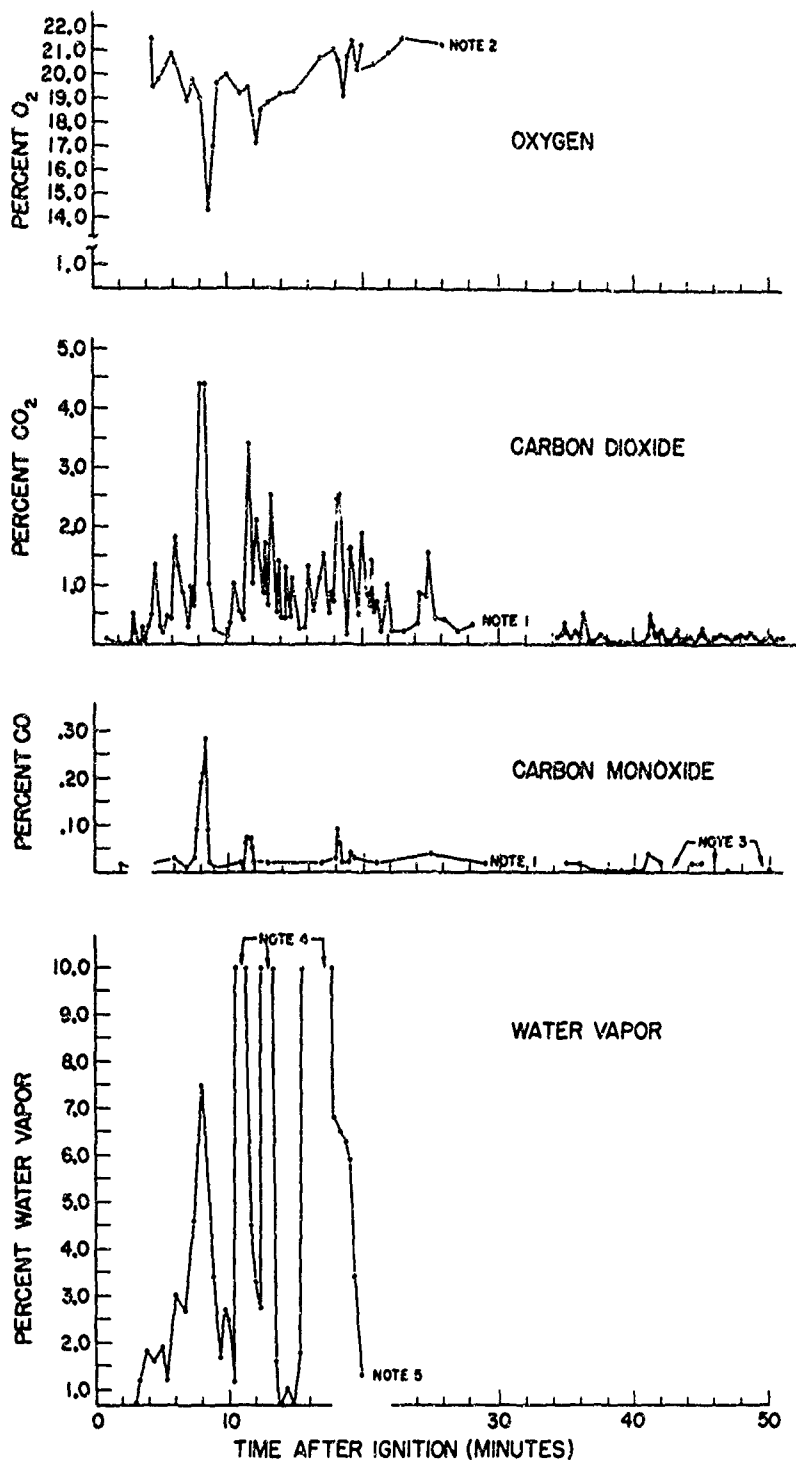 PERCENT O2
22.0
21.0
20.0
19.0
18.0
17.0
16.0
15.0
14.0
1.0
NOTE 2
OXYGEN
PERCENT CO2
5.0
4.0
3.0
2.0
1.0
CARBON DIOXIDE
NOTE 1
PERCENT CO
.30
.20
.10
CARBON MONOXIDE
NOTE 1
NOTE 3
PERCENT WATER VAPOR
10.0
9.0
8.0
7.0
6.0
5.0
4.0
3.0
2.0
1.0
NOTE 4
WATER VAPOR
NOTE 5
0 10 30 40 50
TIME AFTER IGNITION (MINUTES)